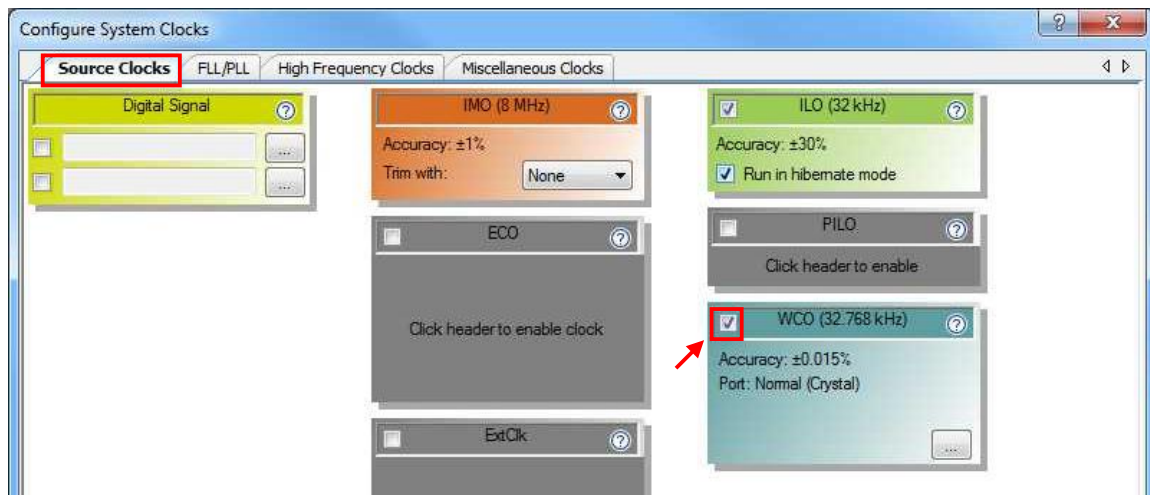 Configure System Clocks
Source Clocks
FLL/PLL
High Frequency Clocks
Miscellaneous Clocks
Digital Signal
...
...
IMO (8 MHz)
Accuracy: ±1%
Trim with:
None
ECO
Click header to enable clock
ExtClk
ILO (32 kHz)
Accuracy: ±30%
Run in hibernate mode
PILO
Click header to enable
WCO (32.768 kHz)
Accuracy: ±0.015%
Port: Normal (Crystal)
...